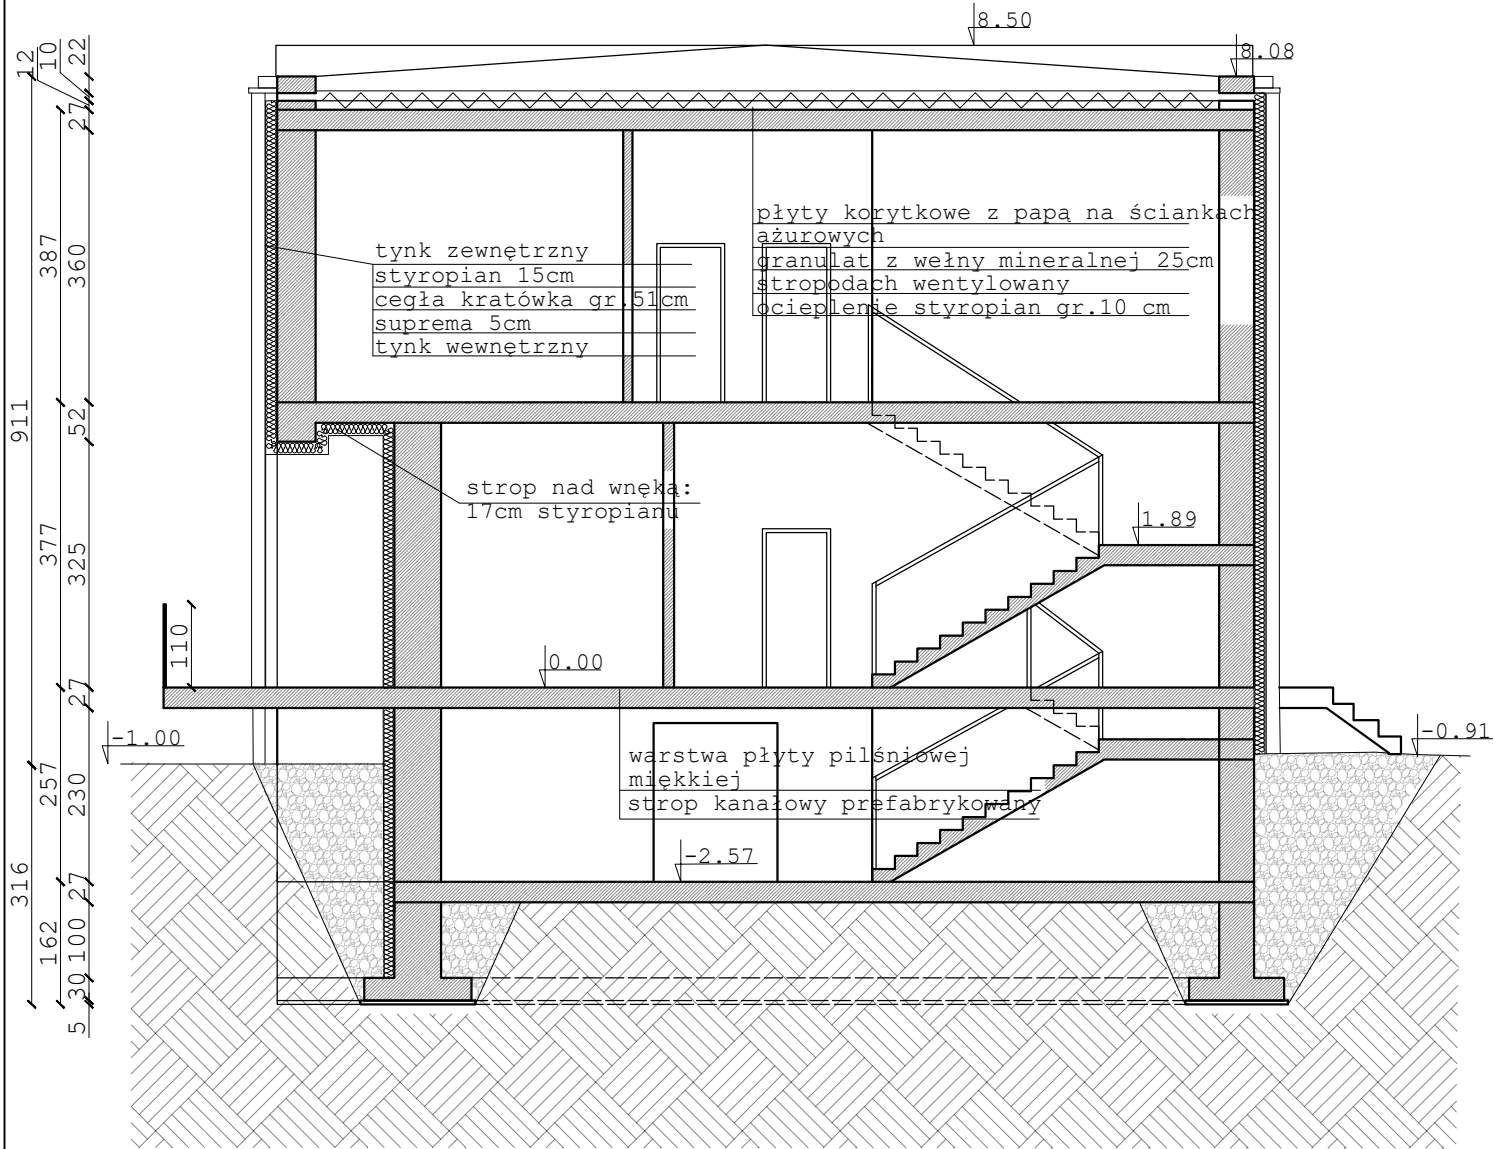 8.50
8.08
12
10
22
27
387
360
911
52
377
325
110
27
257
230
316
27
162
100
30
5
płyty korytkowe z papą na ściankach
ażurowych
granulat z wełny mineralnej 25cm
stropodach wentylowany
ocieplenie styropian gr.10 cm
tynk zewnętrzny
styropian 15cm
cegła kratówka gr.51cm
suprema 5cm
tynk wewnętrzny
strop nad wnęką:
17cm styropianu
1.89
0.00
-1.00
-0.91
warstwa płyty pilśniowej
miękkiej
strop kanałowy prefabrykowany
-2.57